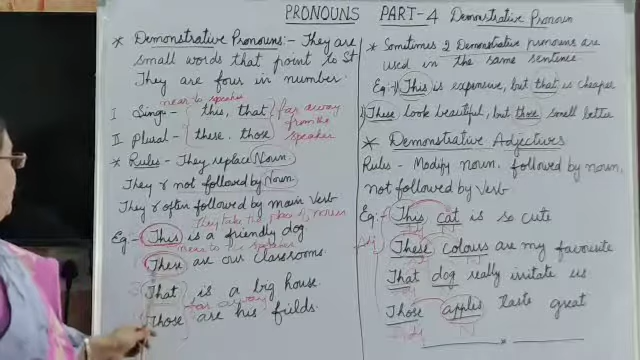 PRONOUNS PART-4 Demonstrative Pronoun
* Demonstrative Pronouns:- They are
small words that point to St
They are four in number.
near to speaker
I Sing:- this, that far away
from the
II Plural - these, those speaker
* Rules - They replace Noun.
They r not followed by Noun.
They r often followed by main verb
They take the place of nouns
Eg:- This is a friendly dog
near to the speaker
These are our classrooms.
That is a big house.
far away
Those are his fields.
* Sometimes 2 Demonstrative pronouns are
used in the same sentence.
Eg:- 1) This is expensive, but that is cheaper
2) These look beautiful, but those smell better
* Demonstrative Adjectives
Rules - Modify noun, followed by noun,
not followed by verb
Eg:- This cat is so cute
Adj
These colours are my favourite
That dog really irritate us
Those apples taste great
Adj N